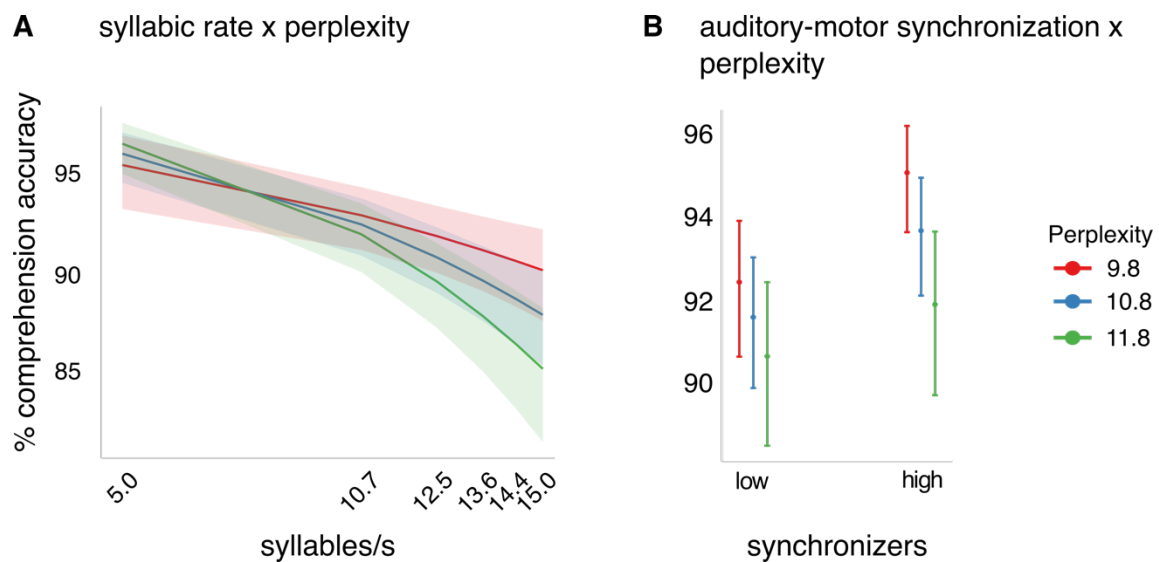 A syllabic rate x perplexity
% comprehension accuracy
95
90
85
5.0
10.7
12.5
13.6
14.4
15.0
syllables/s
B auditory-motor synchronization x
perplexity
96
94
92
90
low
high
synchronizers
Perplexity
9.8
10.8
11.8